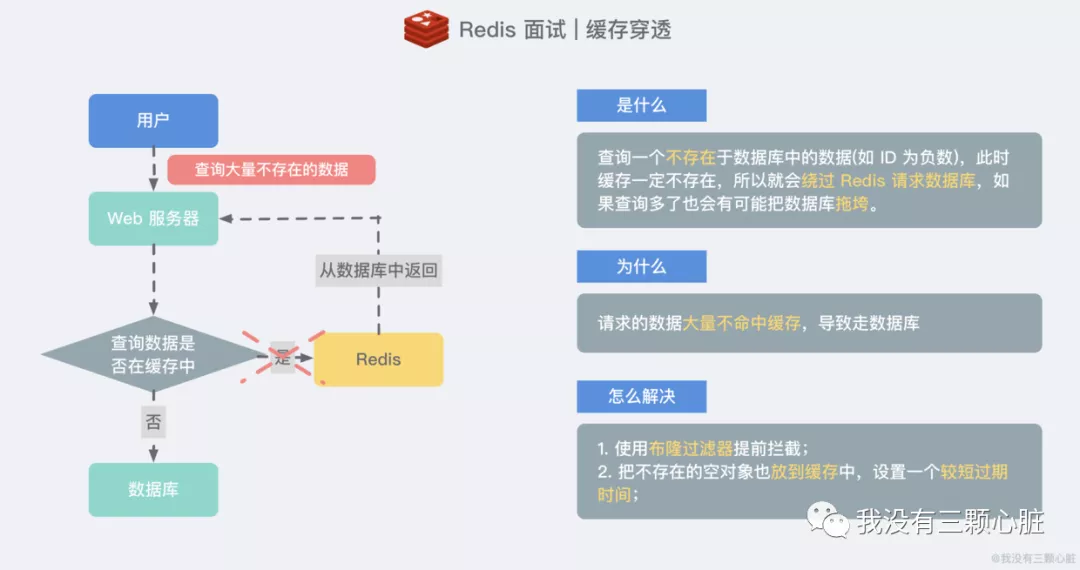 Redis 面试 | 缓存穿透
用户
查询大量不存在的数据
Web 服务器
从数据库中返回
查询数据是
否在缓存中
是
Redis
否
数据库
是什么
查询一个不存在于数据库中的数据(如 ID 为负数)，此时
缓存一定不存在，所以就会绕过 Redis 请求数据库，如
果查询多了也会有可能把数据库拖垮。
为什么
请求的数据大量不命中缓存，导致走数据库
怎么解决
1. 使用布隆过滤器提前拦截；
2. 把不存在的空对象也放到缓存中，设置一个较短过期
时间；
我没有三颗心脏
@我没有三颗心脏